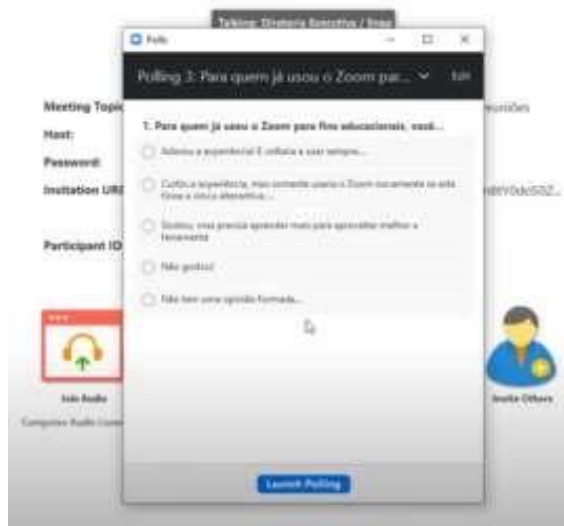 Talking: Diretoria Executiva / Enap
Polls
Polling 3: Para quem já usou o Zoom par... Edit
Meeting Topic
reuniões
Host:
Password:
Invitation URL
Participant ID
1. Para quem já usou o Zoom para fins educacionais, você...
Adorou a experiência! E voltaria a usar sempre...
Curtiu a experiência, mas somente usaria o Zoom novamente se este
fosse a única alternativa...
Gostou, mas precisa aprender mais para aproveitar melhor a
ferramenta
Não gostou!
Não tem uma opinião formada...
Join Audio
Computer Audio Conn
Invite Others
Launch Polling